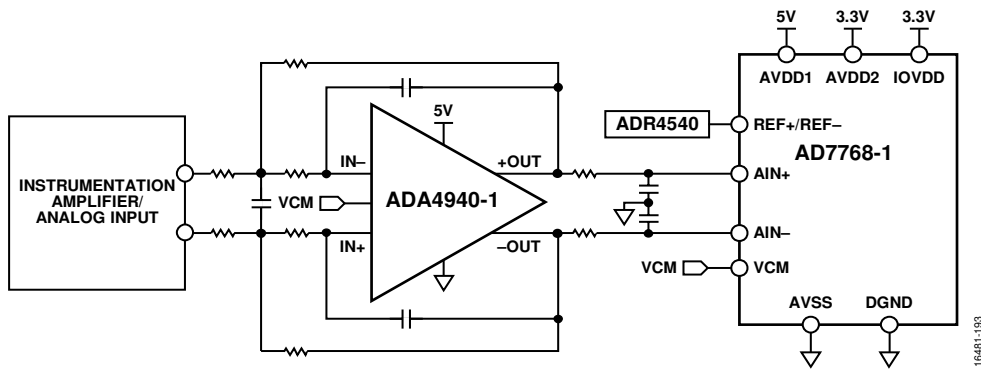 5V 3.3V 3.3V
AVDD1 AVDD2 IOVDD
5V
ADR4540
REF+/REF–
AD7768-1
INSTRUMENTATION
AMPLIFIER/
ANALOG INPUT
IN–
+OUT
AIN+
VCM
ADA4940-1
IN+
–OUT
AIN–
VCM
VCM
AVSS DGND
16481-193